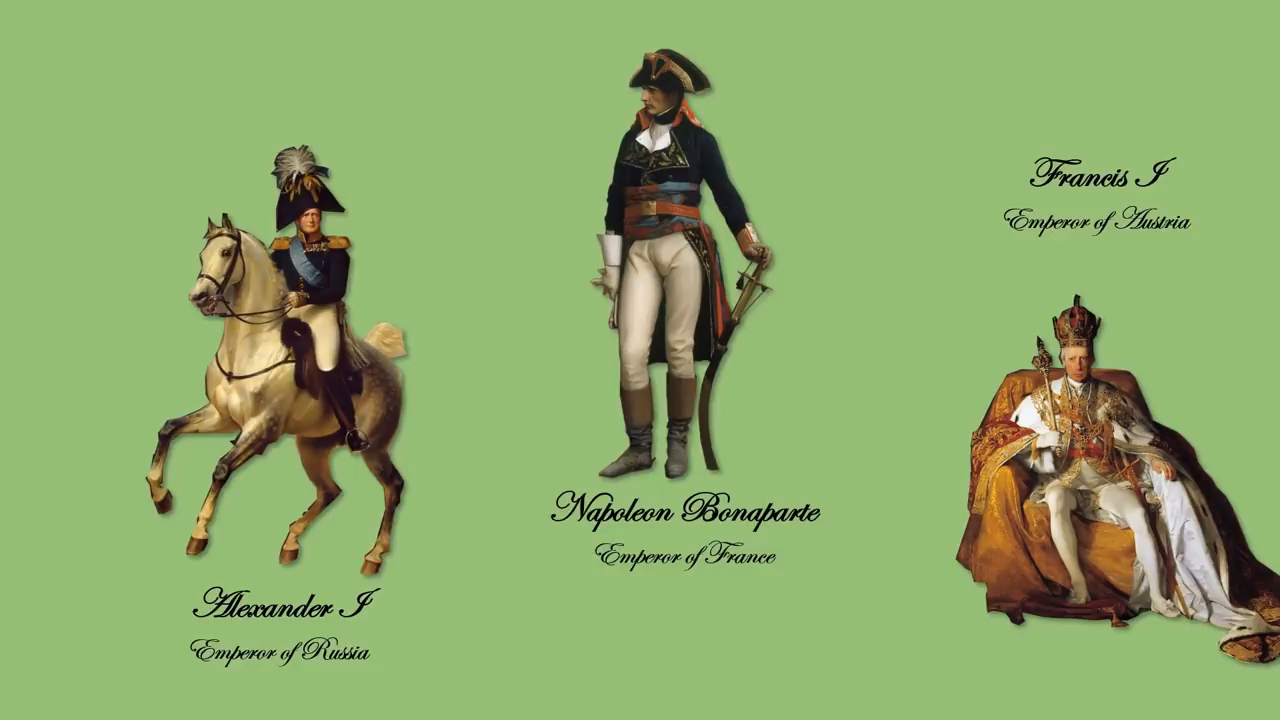 Alexander I
Emperor of Russia
Napoleon Bonaparte
Emperor of France
Francis I
Emperor of Austria